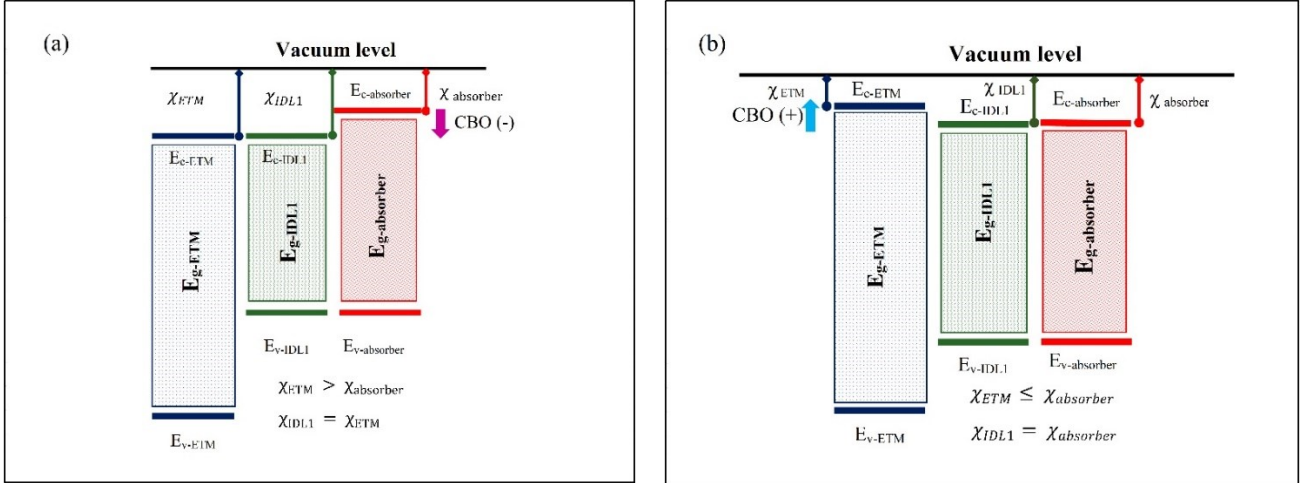 (a)
Vacuum level
χETM
χIDL1
Ec-absorber
χ absorber
CBO (-)
Ec-ETM
Ec-IDL1
Eg-ETM
Eg-IDL1
Eg-absorber
Ev-IDL1
Ev-absorber
χETM > χabsorber
χIDL1 = χETM
Ev-ETM
(b)
Vacuum level
χ ETM
Ec-ETM
χ IDL1
Ec-absorber
χ absorber
CBO (+)
Ec-IDL1
Eg-ETM
Eg-IDL1
Eg-absorber
Ev-IDL1
Ev-absorber
χETM ≤ χabsorber
Ev-ETM
χIDL1 = χabsorber